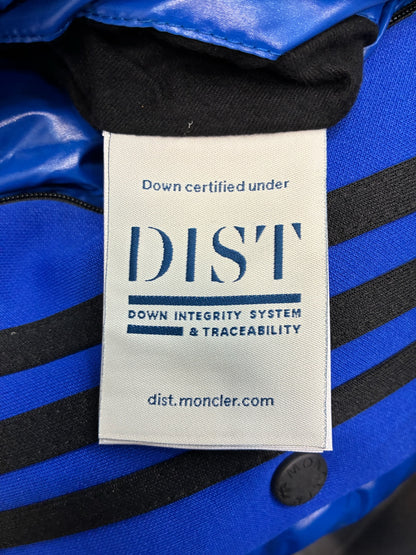 Down certified under
DIST
DOWN INTEGRITY SYSTEM
& TRACEABILITY
dist.moncler.com